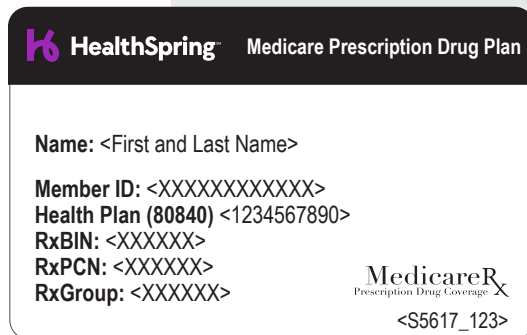 HealthSpring™ Medicare Prescription Drug Plan
Name: <First and Last Name>
Member ID: <XXXXXXXXXXXX>
Health Plan (80840) <1234567890>
RxBIN: <XXXXXX>
RxPCN: <XXXXXX>
RxGroup: <XXXXXX>
MedicareRx
Prescription Drug Coverage
<S5617_123>